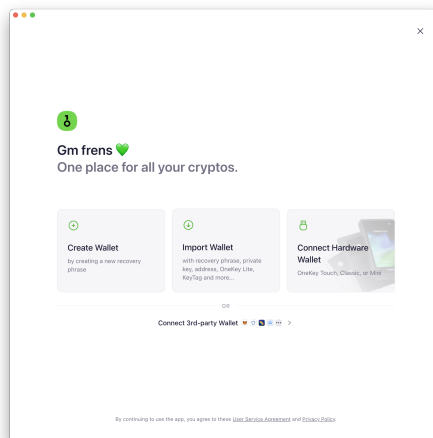 Gm frens 💚
One place for all your cryptos.
Create Wallet
by creating a new recovery
phrase
Import Wallet
with recovery phrase, private
key, address, OneKey Lite,
KeyTag and more...
Connect Hardware
Wallet
OneKey Touch, Classic, or Mini
OR
Connect 3rd-party Wallet
By continuing to use the app, you agree to these User Service Agreement and Privacy Policy.